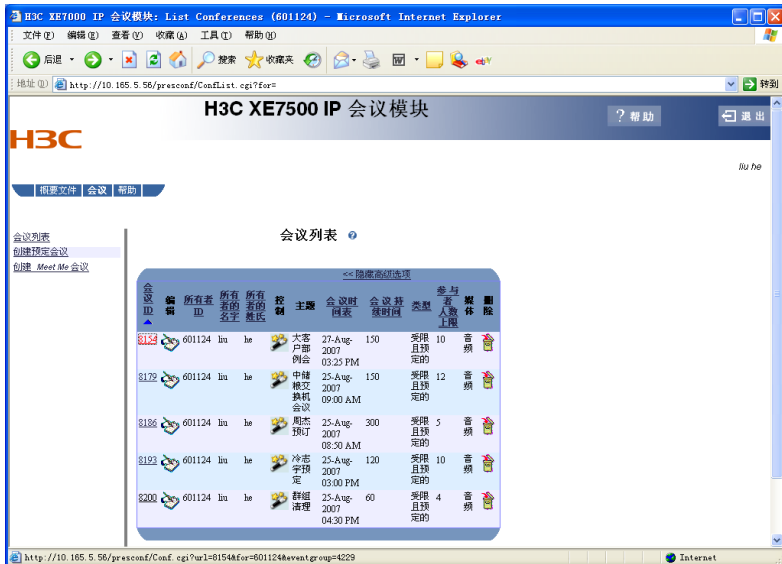 H3C XE7000 IP 会议模块: List Conferences (601124) - Microsoft Internet Explorer
文件(F) 编辑(E) 查看(V) 收藏(A) 工具(T) 帮助(H)
后退 搜索 收藏夹
地址(D) http://10.165.5.56/presconf/ConfList.cgi?for= 转到
H3C XE7500 IP 会议模块
? 帮助 退出
H3C
liu he
概要文件 会议 帮助
会议列表
创建预定会议
创建 Meet Me 会议
会议列表 ?
<< 隐藏高级选项
会议ID 编辑 所有者ID 所有者的名字 所有者的姓氏 控制 主题 会议时间表 会议持续时间 类型 参与者人数上限 媒体 删除
8154 601124 liu he 大客户部例会 27-Aug-2007 03:25 PM 150 受限且预定的 10 音频
8179 601124 liu he 中储粮交换机会议 25-Aug-2007 09:00 AM 150 受限且预定的 12 音频
8186 601124 liu he 周杰预订 25-Aug-2007 08:50 AM 300 受限且预定的 5 音频
8193 601124 liu he 冷志宇预定 25-Aug-2007 03:00 PM 120 受限且预定的 10 音频
8200 601124 liu he 群组清理 25-Aug-2007 04:30 PM 60 受限且预定的 4 音频
http://10.165.5.56/presconf/Conf.cgi?url=8154&for=601124&eventgroup=4229 Internet